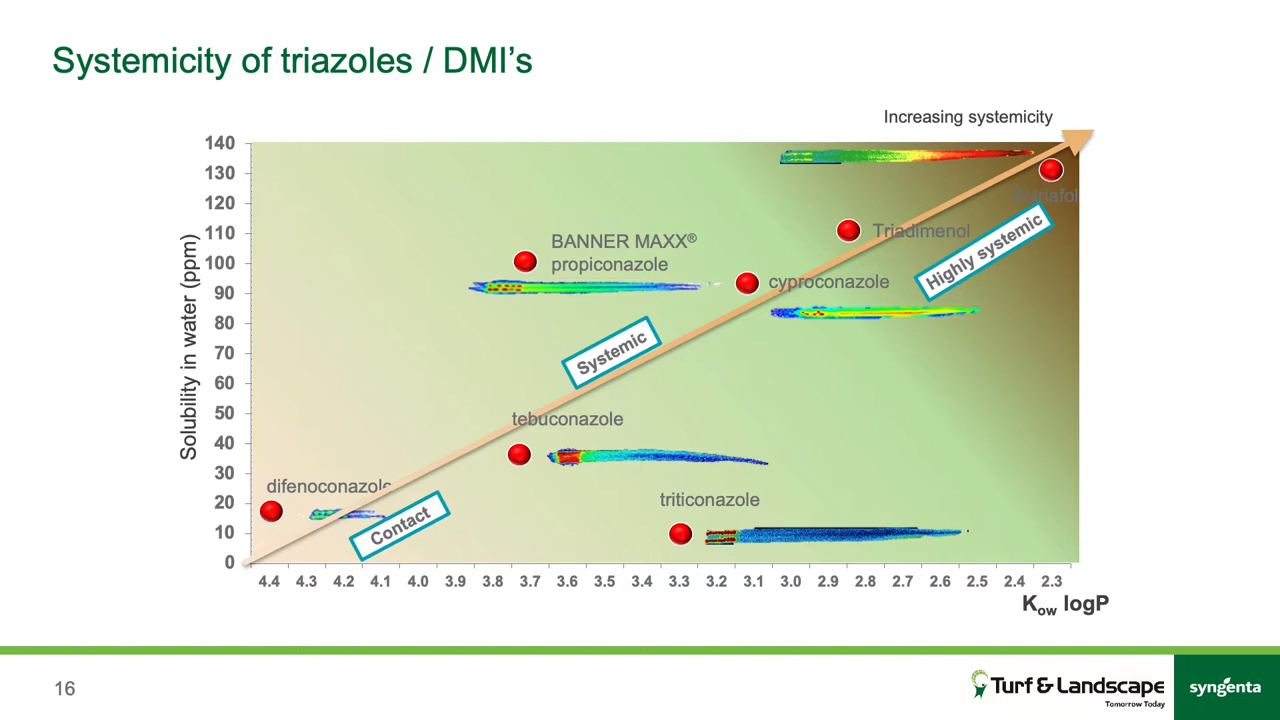 Systemicity of triazoles / DMI's
Increasing systemicity
Solubility in water (ppm)
140
130
120
110
100
90
80
70
60
50
40
30
20
10
0
Triadimenol
Highly systemic
BANNER MAXX®
propiconazole
cyproconazole
Systemic
tebuconazole
difenoconazole
Contact
triticonazole
4.4 4.3 4.2 4.1 4.0 3.9 3.8 3.7 3.6 3.5 3.4 3.3 3.2 3.1 3.0 2.9 2.8 2.7 2.6 2.5 2.4 2.3
Kow logP
16
Turf & Landscape
Tomorrow Today
syngenta